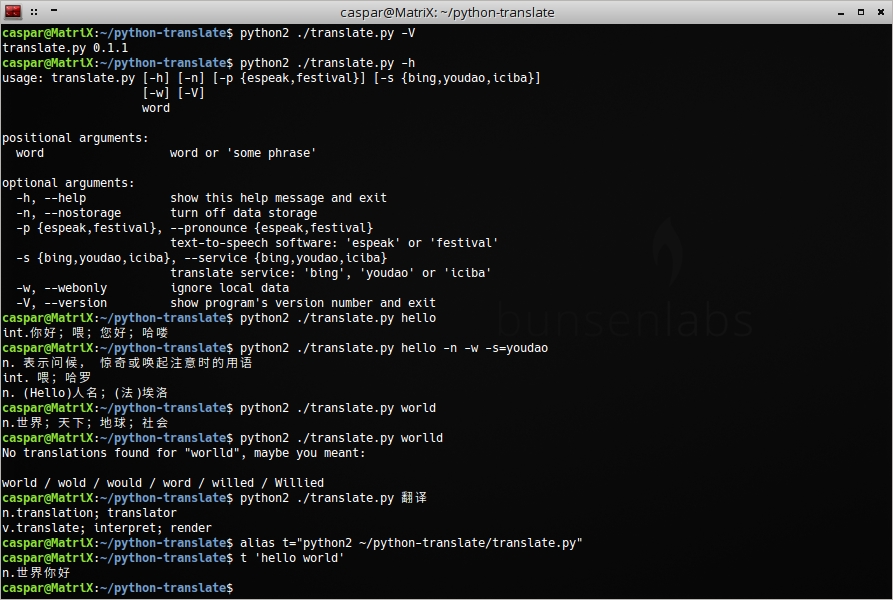 caspar@MatriX: ~/python-translate
caspar@MatriX:~/python-translate$ python2 ./translate.py -V
translate.py 0.1.1
caspar@MatriX:~/python-translate$ python2 ./translate.py -h
usage: translate.py [-h] [-n] [-p {espeak,festival}] [-s {bing,youdao,iciba}]
                    [-w] [-V]
                    word

positional arguments:
  word                  word or 'some phrase'

optional arguments:
  -h, --help            show this help message and exit
  -n, --nostorage       turn off data storage
  -p {espeak,festival}, --pronounce {espeak,festival}
                        text-to-speech software: 'espeak' or 'festival'
  -s {bing,youdao,iciba}, --service {bing,youdao,iciba}
                        translate service: 'bing', 'youdao' or 'iciba'
  -w, --webonly         ignore local data
  -V, --version         show program's version number and exit
caspar@MatriX:~/python-translate$ python2 ./translate.py hello
int.你好；喂；您好；哈喽
caspar@MatriX:~/python-translate$ python2 ./translate.py hello -n -w -s=youdao
n. 表示问候， 惊奇或唤起注意时的用语
int. 喂；哈罗
n. (Hello)人名；(法)埃洛
caspar@MatriX:~/python-translate$ python2 ./translate.py world
n.世界；天下；地球；社会
caspar@MatriX:~/python-translate$ python2 ./translate.py worlld
No translations found for "worlld", maybe you meant:

world / wold / would / word / willed / Willied
caspar@MatriX:~/python-translate$ python2 ./translate.py 翻译
n.translation; translator
v.translate; interpret; render
caspar@MatriX:~/python-translate$ alias t="python2 ~/python-translate/translate.py"
caspar@MatriX:~/python-translate$ t 'hello world'
n.世界你好
caspar@MatriX:~/python-translate$
bunsenlabs